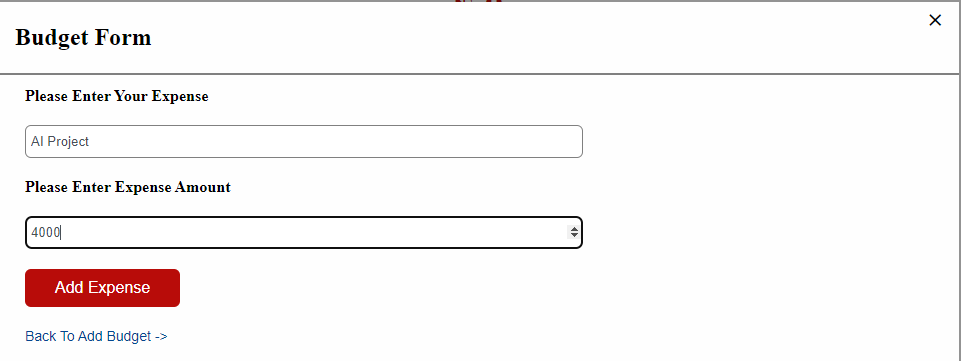 Budget Form
Please Enter Your Expense
AI Project
Please Enter Expense Amount
4000
Add Expense
Back To Add Budget ->